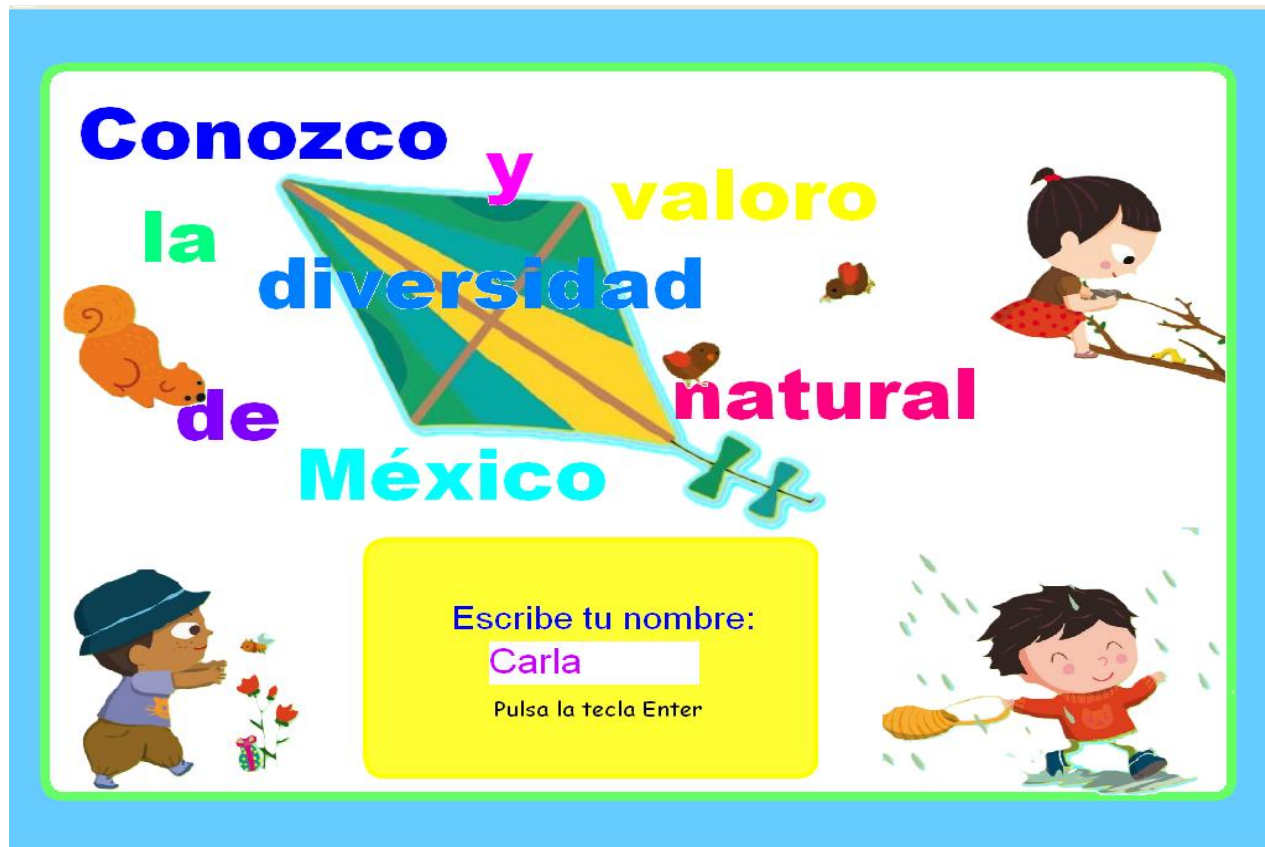 Conozco y valoro
la diversidad
natural
de
México
Escribe tu nombre:
Carla
Pulsa la tecla Enter